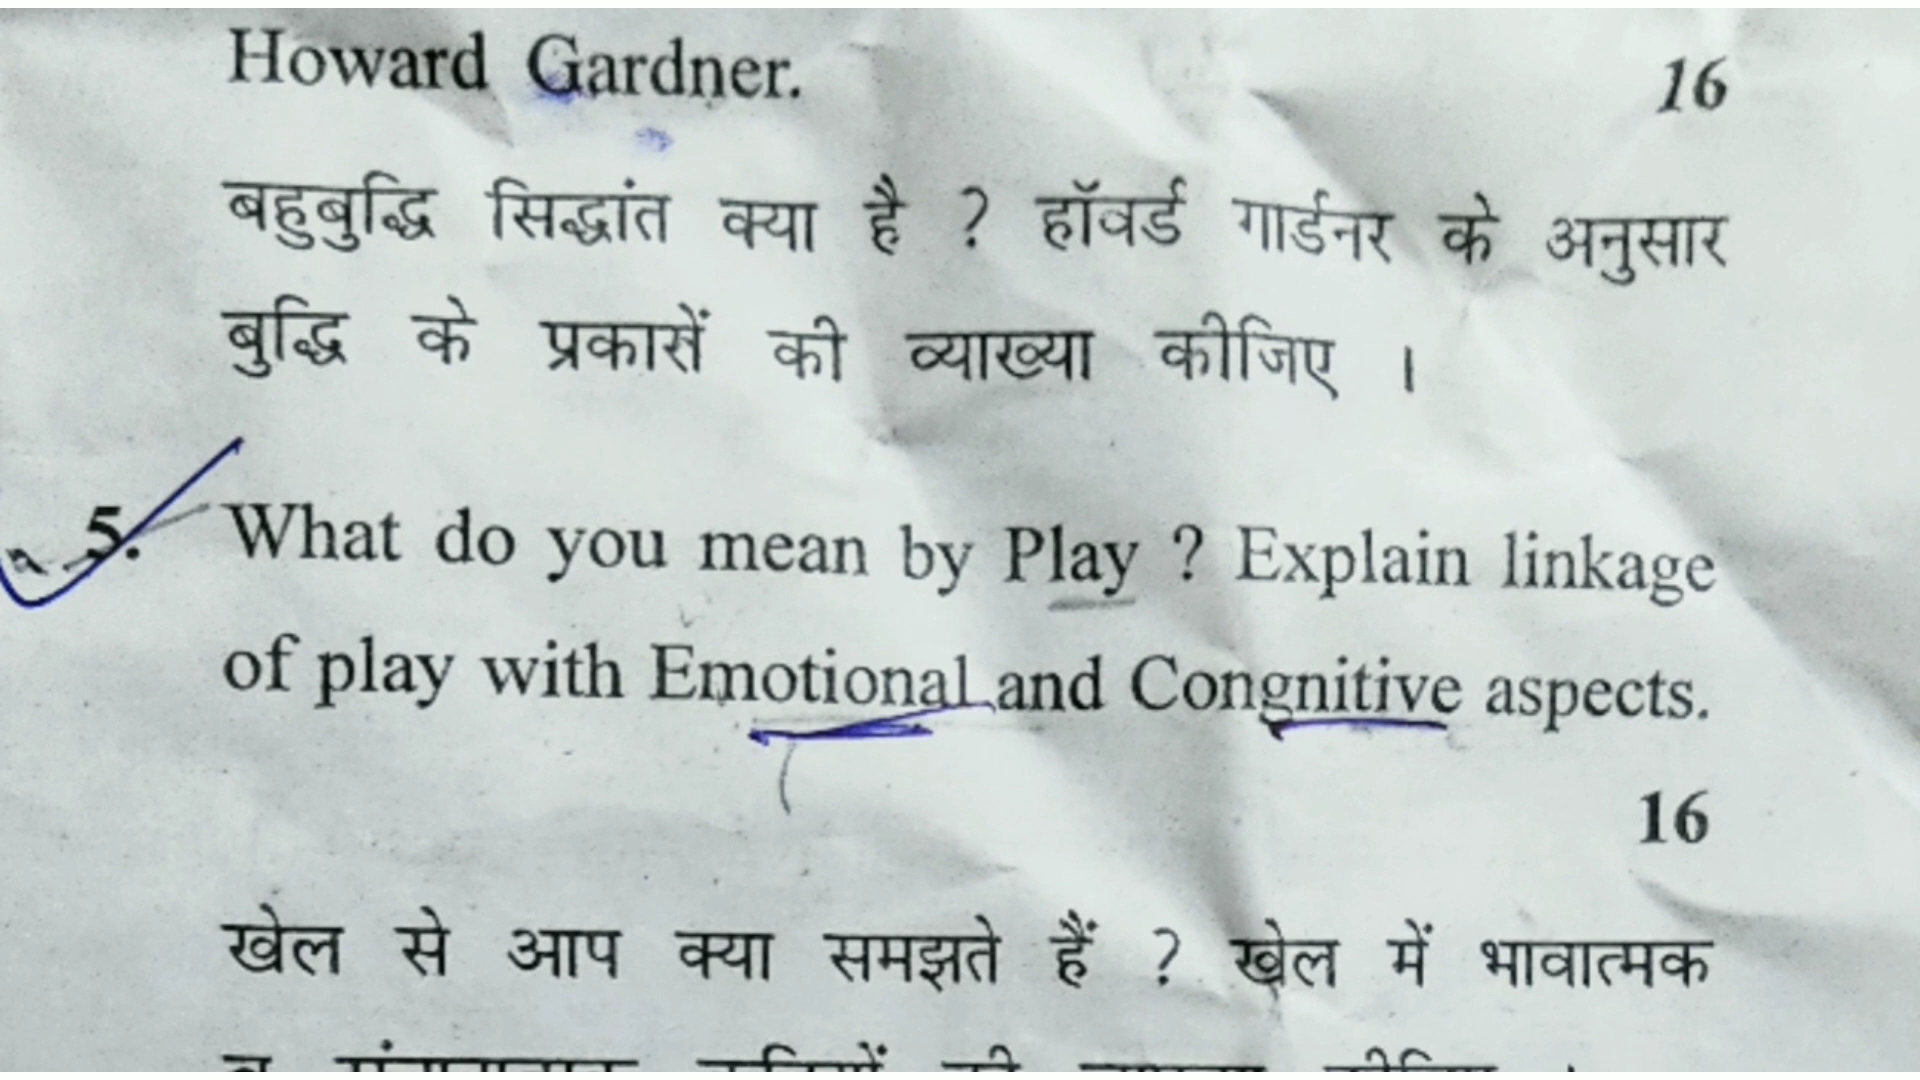 Howard Gardner. 16
बहुबुद्धि सिद्धांत क्या है ? हॉवर्ड गार्डनर के अनुसार
बुद्धि के प्रकारों की व्याख्या कीजिए ।
5. What do you mean by Play ? Explain linkage
of play with Emotional and Congnitive aspects.
16
खेल से आप क्या समझते हैं ? खेल में भावात्मक
व